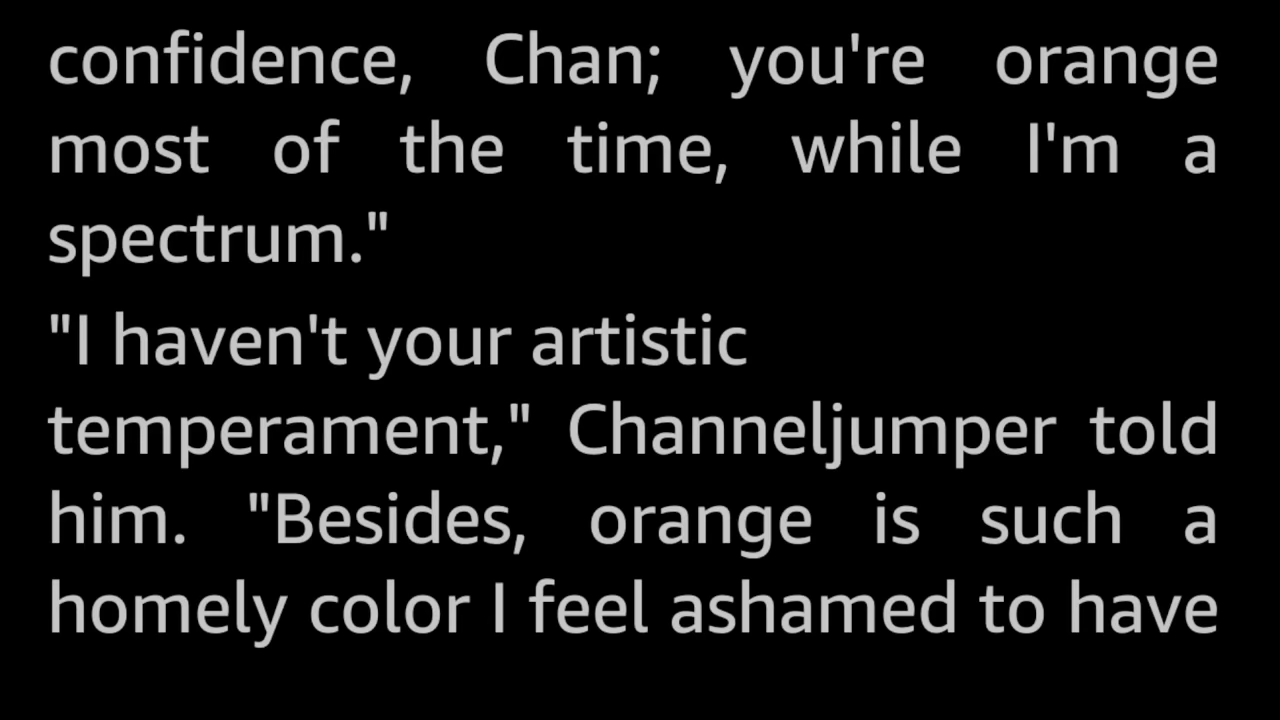 confidence, Chan; you're orange
most of the time, while I'm a
spectrum."
"I haven't your artistic
temperament," Channeljumper told
him. "Besides, orange is such a
homely color I feel ashamed to have